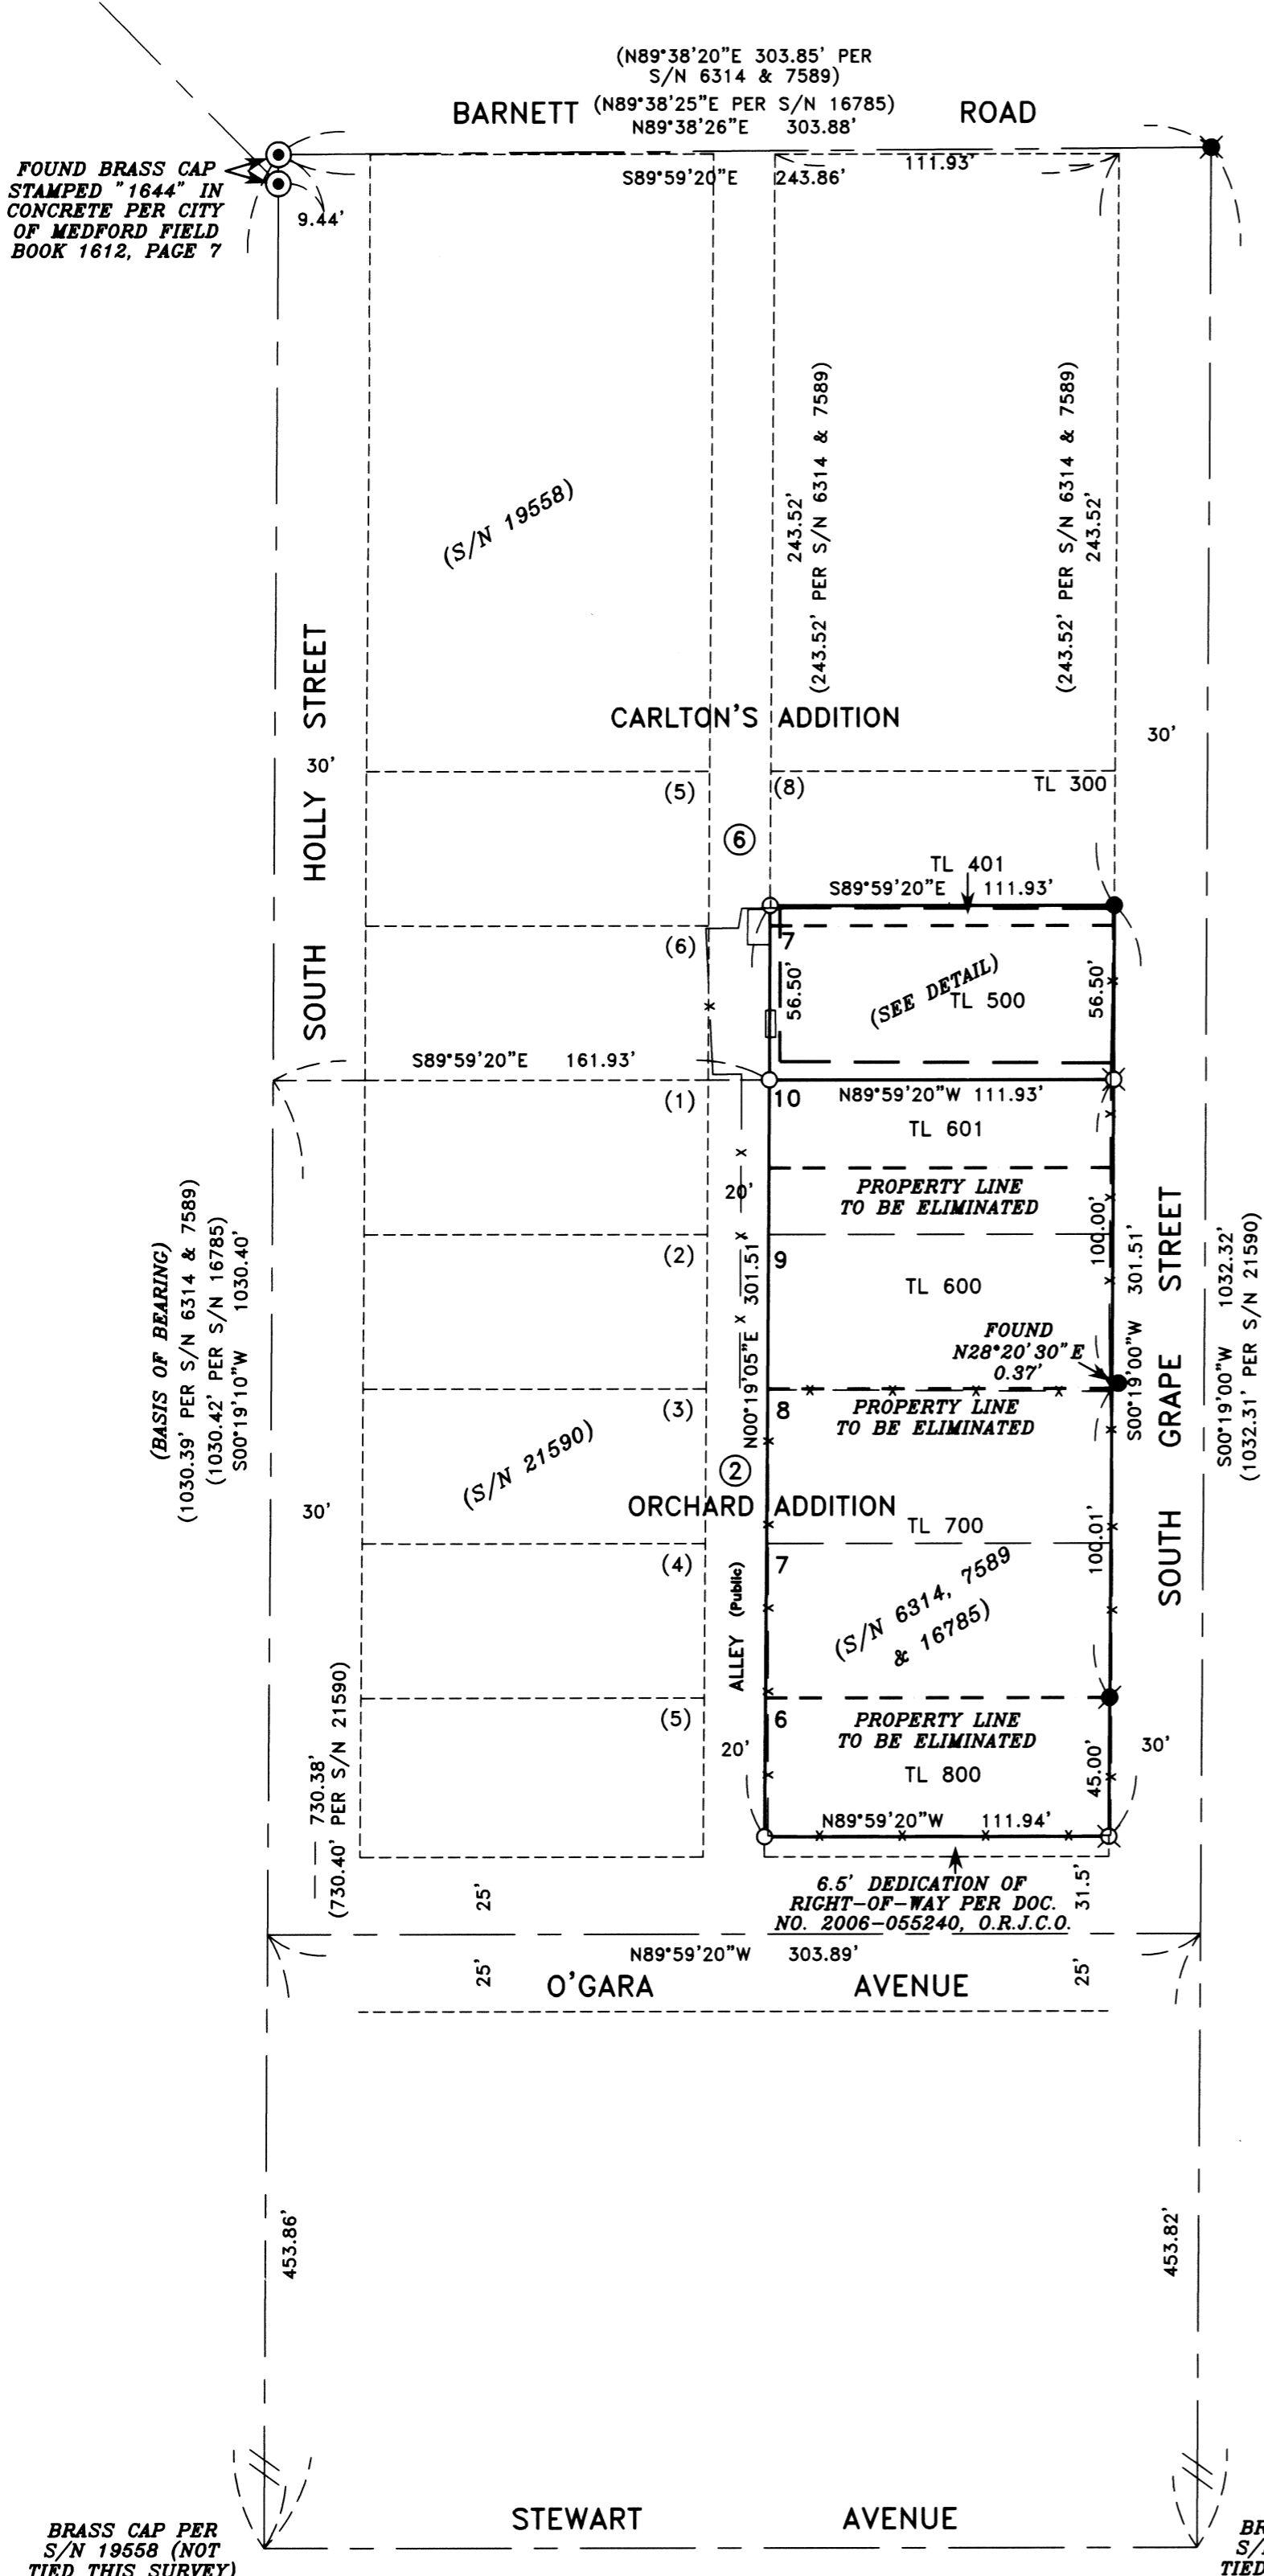 (N89°38'20"E 303.85' PER
S/N 6314 & 7589)
BARNETT (N89°38'25"E PER S/N 16785) ROAD
N89°38'26"E 303.88'
111.93'
S89°59'20"E 243.86'
FOUND BRASS CAP
STAMPED "1644" IN
CONCRETE PER CITY
OF MEDFORD FIELD
BOOK 1612, PAGE 7
9.44'
(S/N 19558)
243.52'
(243.52' PER S/N 6314 & 7589)
(243.52' PER S/N 6314 & 7589)
243.52'
SOUTH HOLLY STREET
CARLTON'S ADDITION
30'
30'
(5)
(8)
TL 300
6
TL 401
S89°59'20"E 111.93'
(6)
7
56.50'
(SEE DETAIL)
TL 500
56.50'
S89°59'20"E 161.93'
(1)
10
N89°59'20"W 111.93'
TL 601
20'
PROPERTY LINE
TO BE ELIMINATED
100.00'
(2)
9
N00°19'05"E 301.51'
TL 600
S00°19'00"W 301.51'
SOUTH GRAPE STREET
S00°19'00"W 1032.32'
(1032.31' PER S/N 21590)
(BASIS OF BEARING)
(1030.39' PER S/N 6314 & 7589)
(1030.42' PER S/N 16785)
S00°19'10"W 1030.40'
FOUND
N28°20'30"E
0.37'
(3)
8
PROPERTY LINE
TO BE ELIMINATED
(S/N 21590)
2
30'
ORCHARD ADDITION
TL 700
100.01'
(4)
7
ALLEY (Public)
(S/N 6314, 7589
& 16785)
730.38'
(730.40' PER S/N 21590)
(5)
6
PROPERTY LINE
TO BE ELIMINATED
20'
30'
TL 800
45.00'
N89°59'20"W 111.94'
6.5' DEDICATION OF
RIGHT-OF-WAY PER DOC.
NO. 2006-055240, O.R.J.C.O.
31.5'
25'
N89°59'20"W 303.89'
25'
O'GARA AVENUE
25'
453.86'
453.82'
STEWART AVENUE
BRASS CAP PER
S/N 19558 (NOT
TIED THIS SURVEY)
BR
S/
TIED